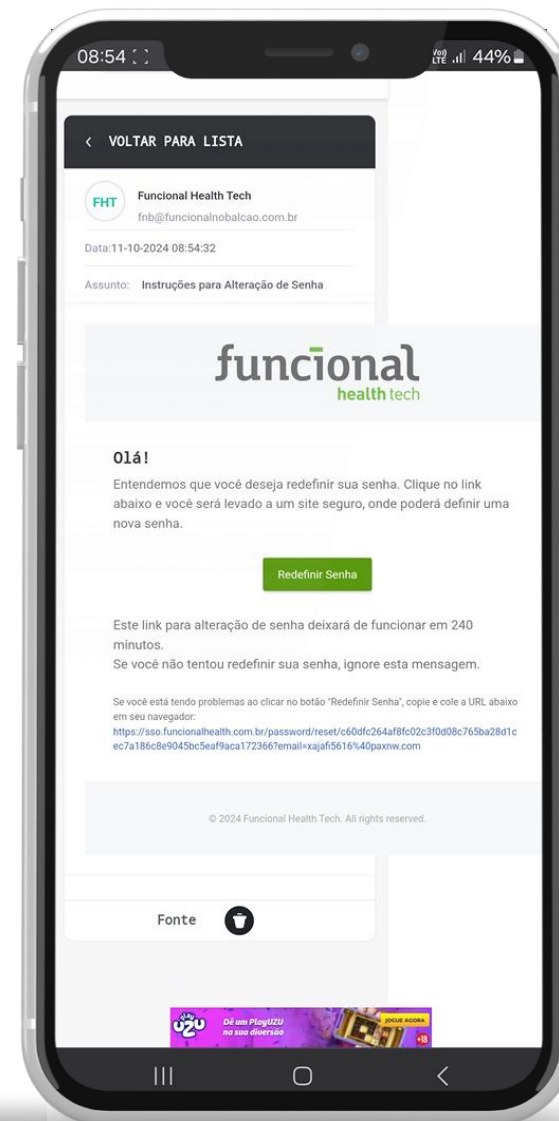 08:54
Vo))
LTE
44%
VOLTAR PARA LISTA
FHT
Funcional Health Tech
fnb@funcionalnobalcao.com.br
Data:11-10-2024 08:54:32
Assunto: Instruções para Alteração de Senha
funcional
health tech
Olá!
Entendemos que você deseja redefinir sua senha. Clique no link
abaixo e você será levado a um site seguro, onde poderá definir uma
nova senha.
Redefinir Senha
Este link para alteração de senha deixará de funcionar em 240
minutos.
Se você não tentou redefinir sua senha, ignore esta mensagem.
Se você está tendo problemas ao clicar no botão "Redefinir Senha", copie e cole a URL abaixo
em seu navegador:
https://sso.funcionalhealth.com.br/password/reset/c60dfc264af8fc02c3f0d08c765ba28d1c
ec7a186c8e9045bc5eaf9aca172366?email=xajafi5616%40paxnw.com
© 2024 Funcional Health Tech. All rights reserved.
Fonte
PLAY UZU
Dê um PlayUZU
na sua diversão
JOGUE AGORA
+18